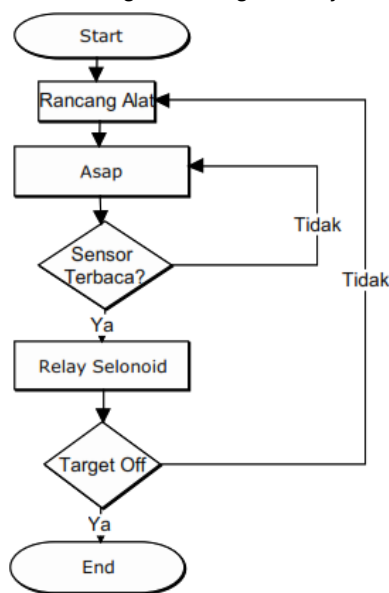 Start
Rancang Alat
Asap
Tidak
Sensor
Terbaca?
Tidak
Ya
Relay Selonoid
Target Off
Ya
End